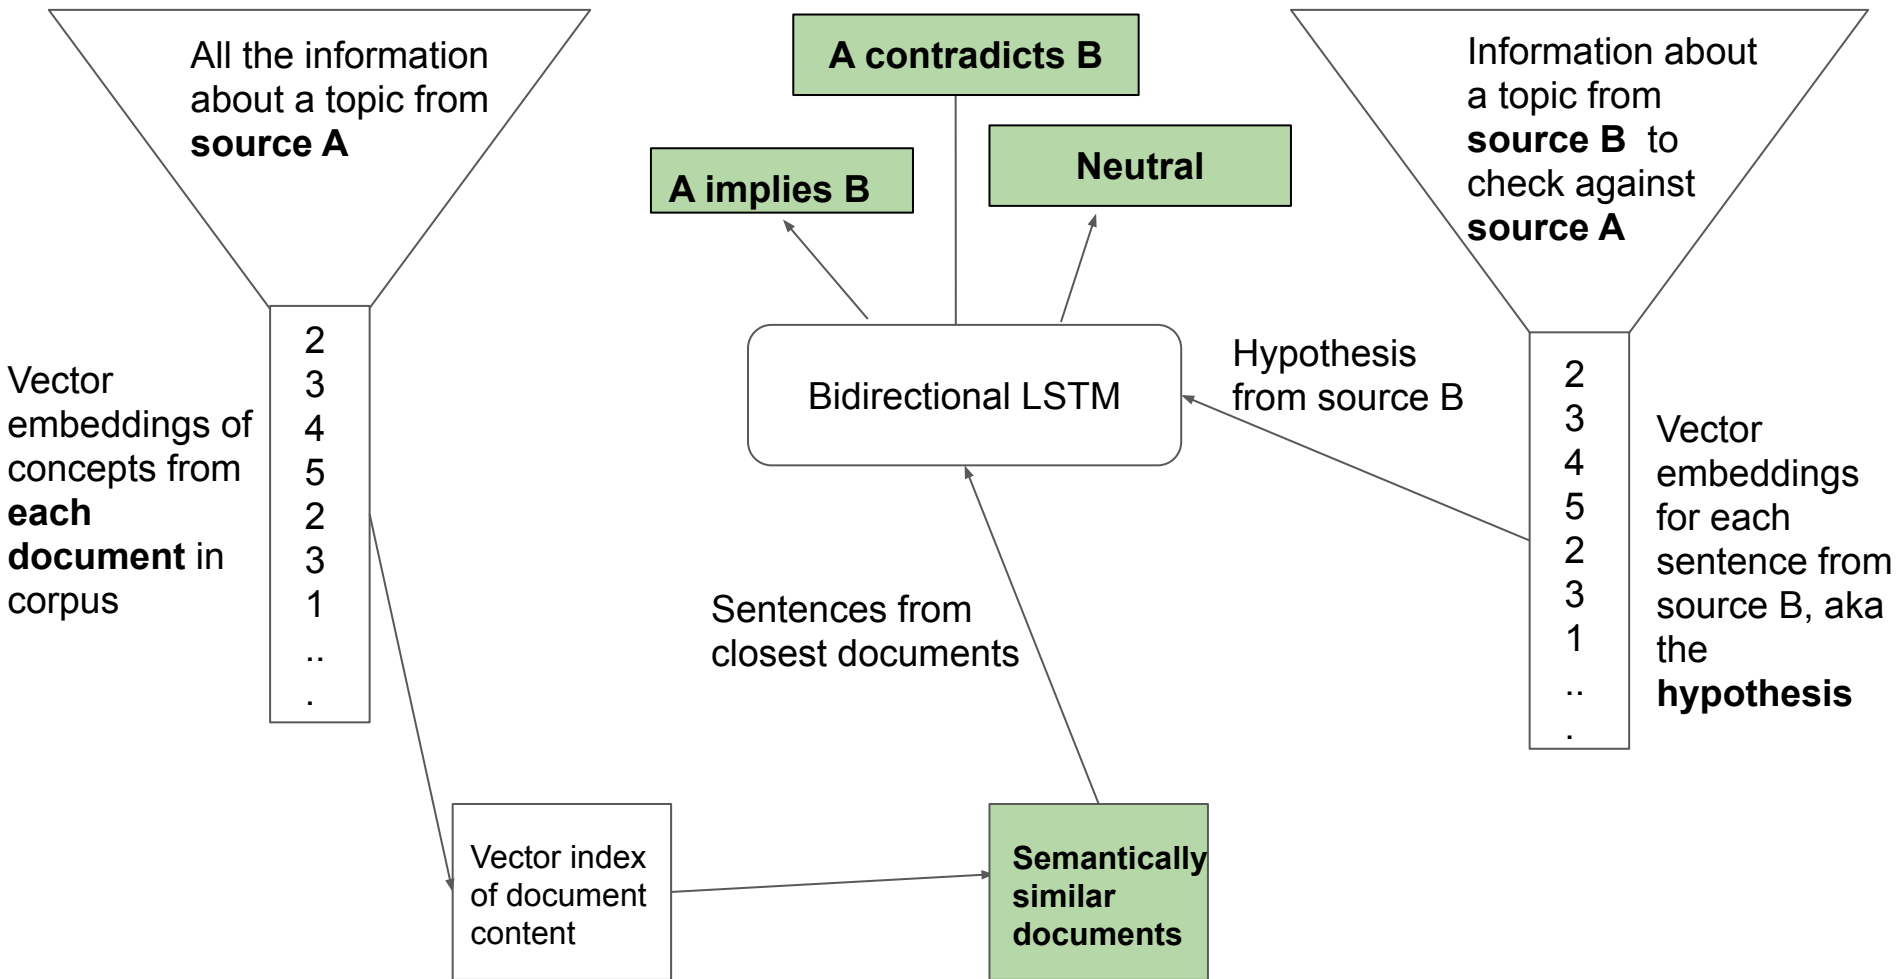 All the information
about a topic from
source A
A contradicts B
Information about
a topic from
source B to
check against
source A
A implies B
Neutral
Vector
embeddings of
concepts from
each
document in
corpus
2
3
4
5
2
3
1
..
.
Bidirectional LSTM
Hypothesis
from source B
2
3
4
5
2
3
1
..
.
Vector
embeddings
for each
sentence from
source B, aka
the
hypothesis
Sentences from
closest documents
Vector index
of document
content
Semantically
similar
documents